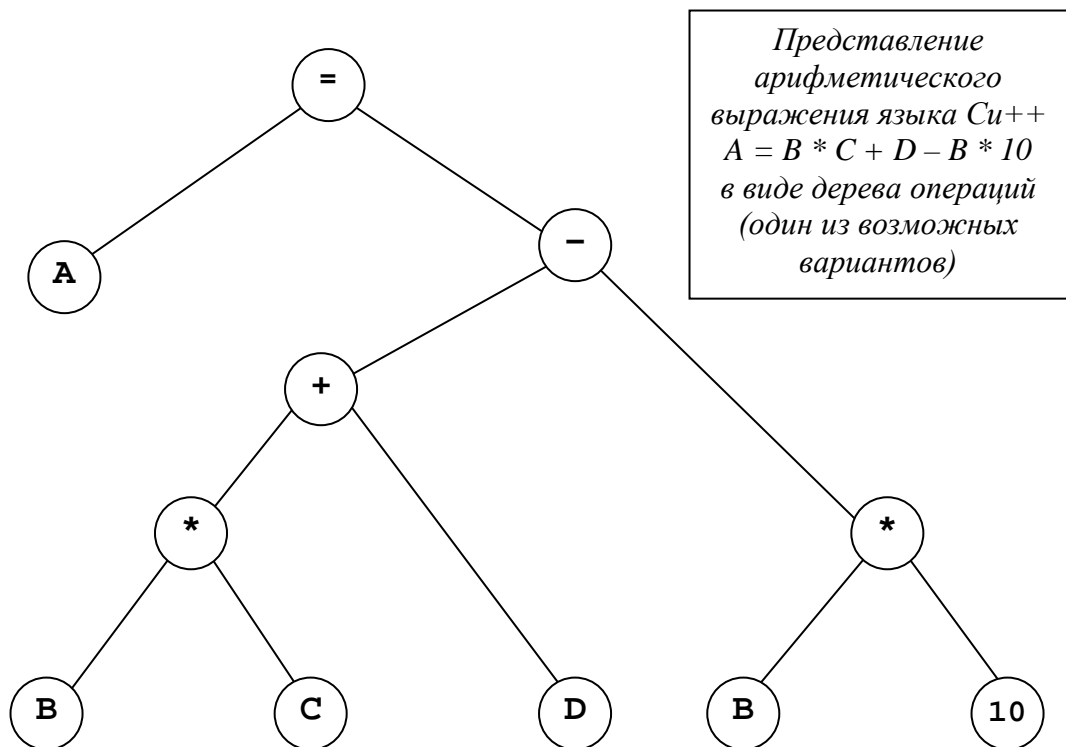 Представление
арифметического
выражения языка Си++
A = B * C + D – B * 10
в виде дерева операций
(один из возможных
вариантов)
=
A
–
+
*
*
B
C
D
B
10